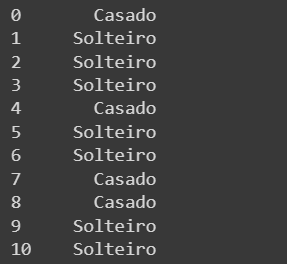 0 Casado
1 Solteiro
2 Solteiro
3 Solteiro
4 Casado
5 Solteiro
6 Solteiro
7 Casado
8 Casado
9 Solteiro
10 Solteiro